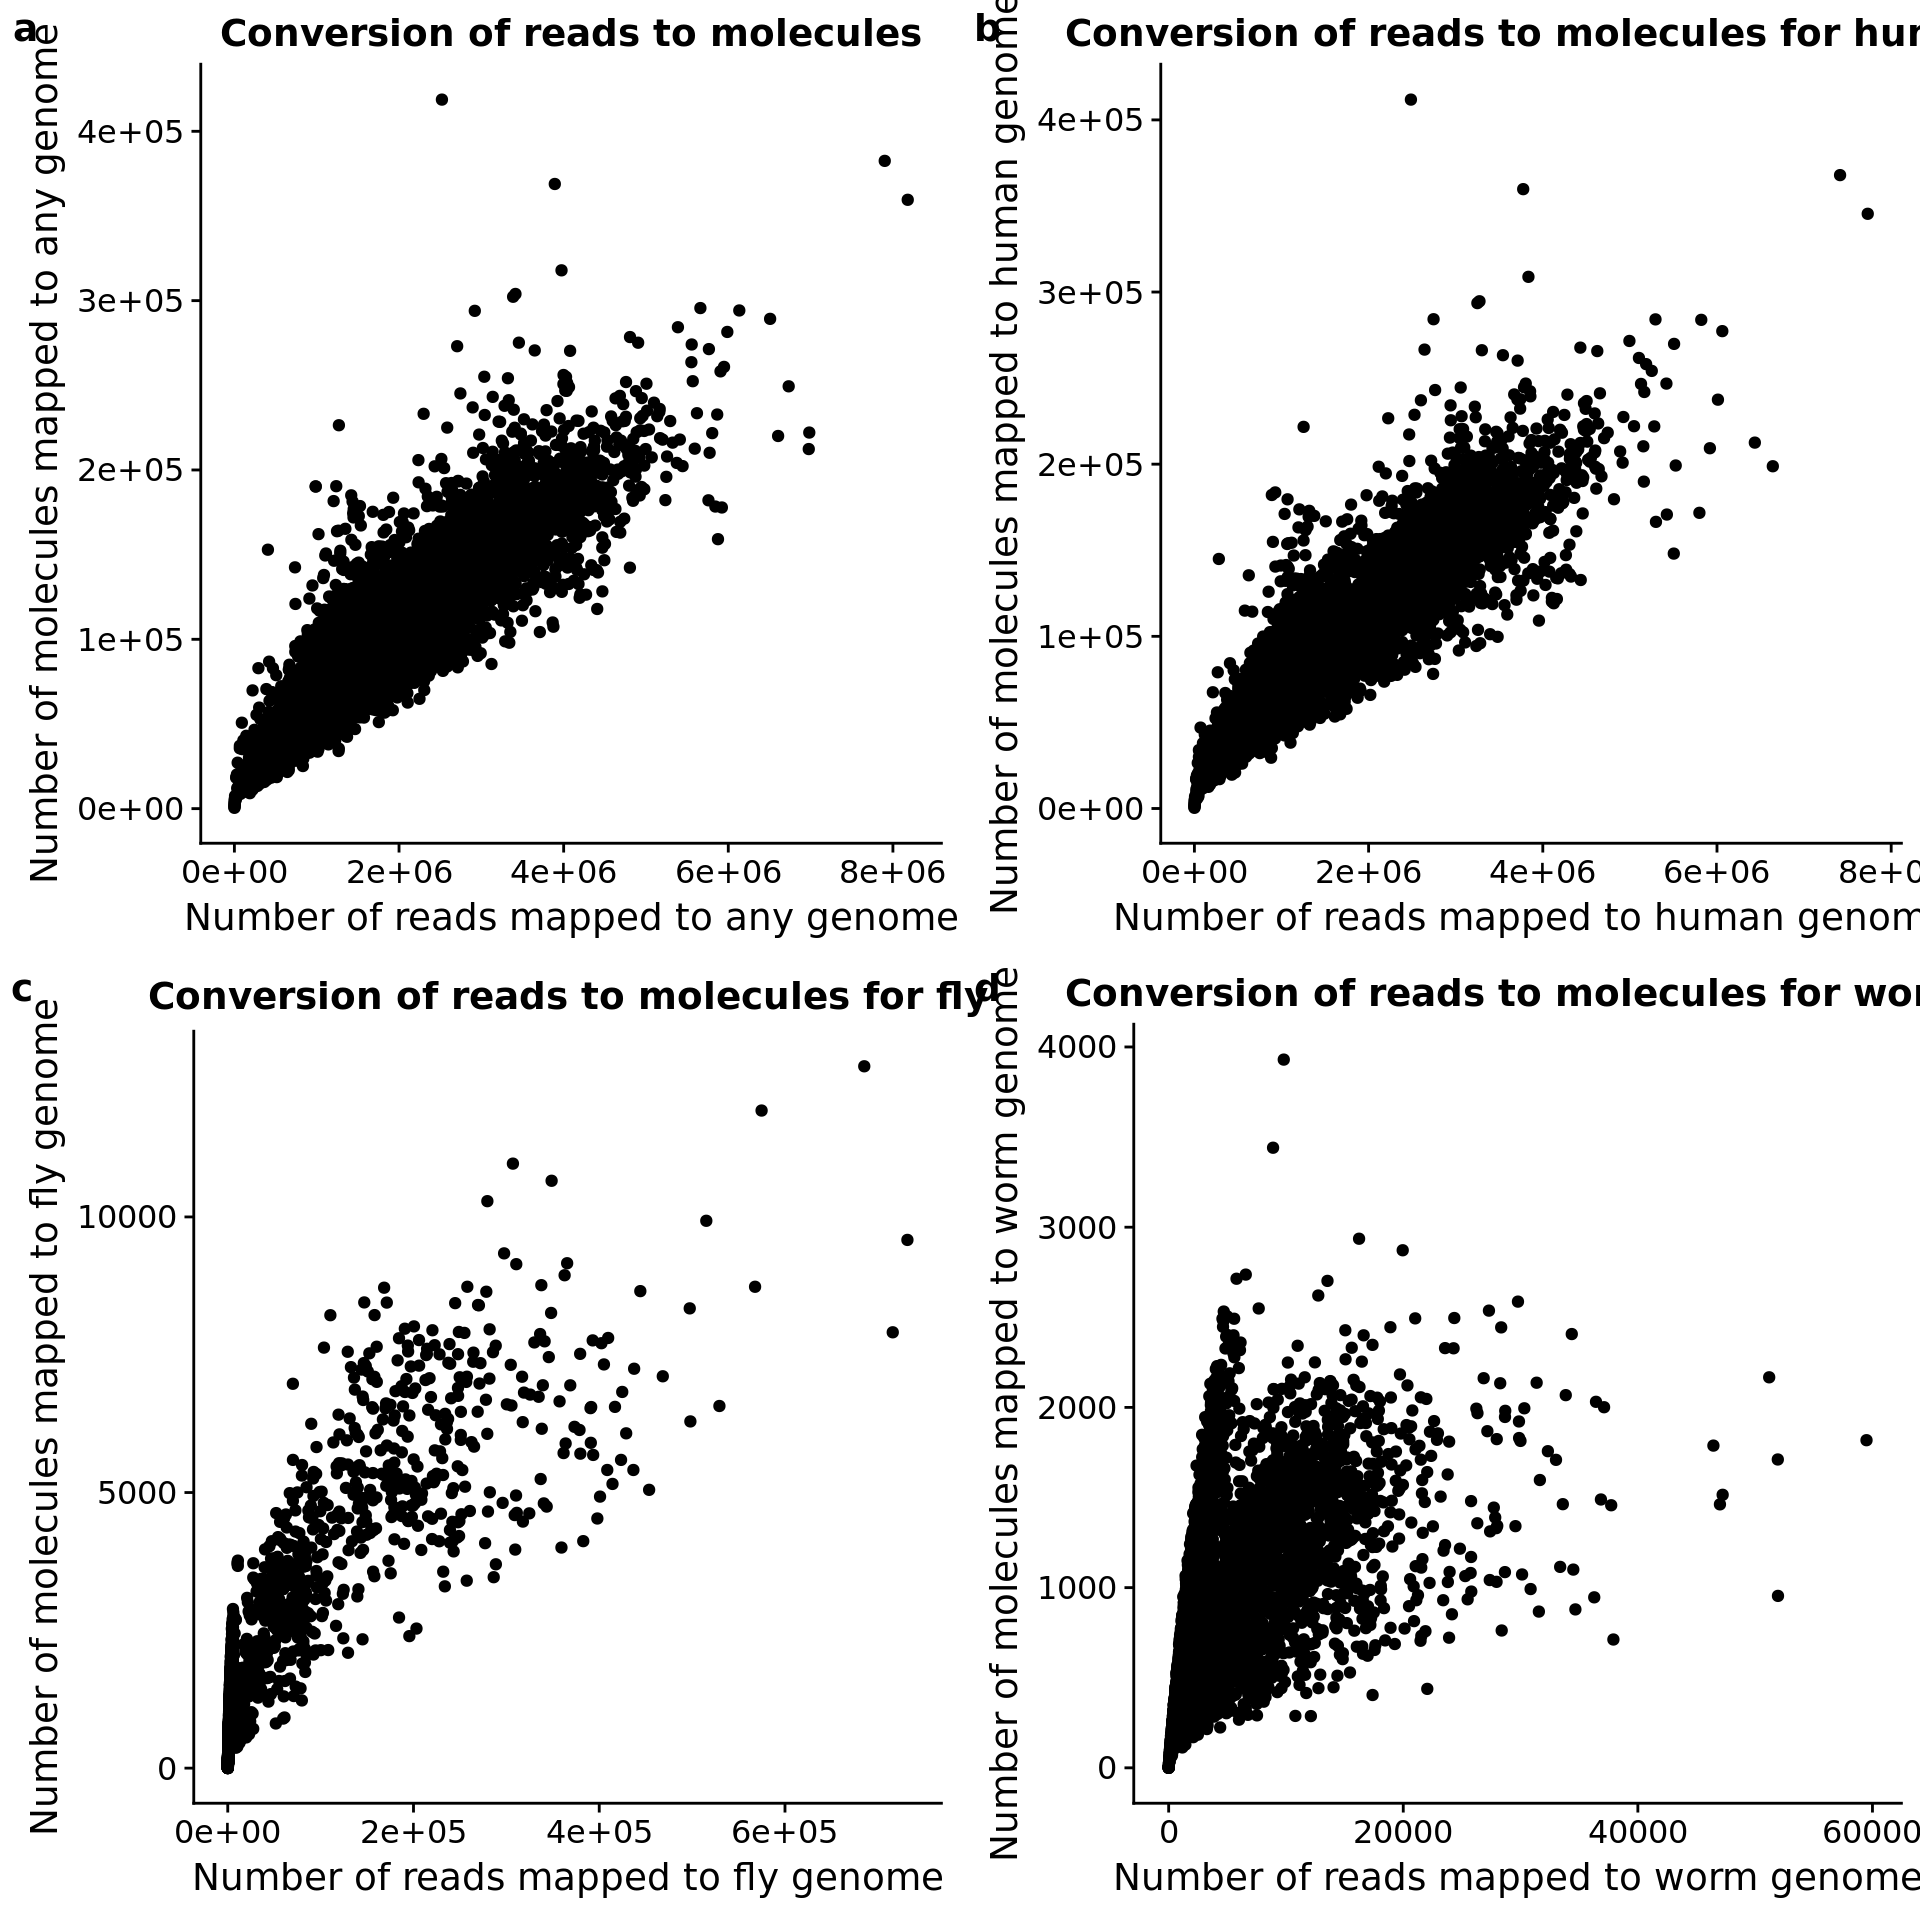 a
Conversion of reads to molecules
Number of molecules mapped to any genome
4e+05
3e+05
2e+05
1e+05
0e+00
0e+00 2e+06 4e+06 6e+06 8e+06
Number of reads mapped to any genome
b
Conversion of reads to molecules for hu
Number of molecules mapped to human genome
4e+05
3e+05
2e+05
1e+05
0e+00
0e+00 2e+06 4e+06 6e+06 8e+0
Number of reads mapped to human genom
c
Conversion of reads to molecules for fly
Number of molecules mapped to fly genome
10000
5000
0
0e+00 2e+05 4e+05 6e+05
Number of reads mapped to fly genome
d
Conversion of reads to molecules for wo
Number of molecules mapped to worm genome
4000
3000
2000
1000
0
0 20000 40000 60000
Number of reads mapped to worm genome